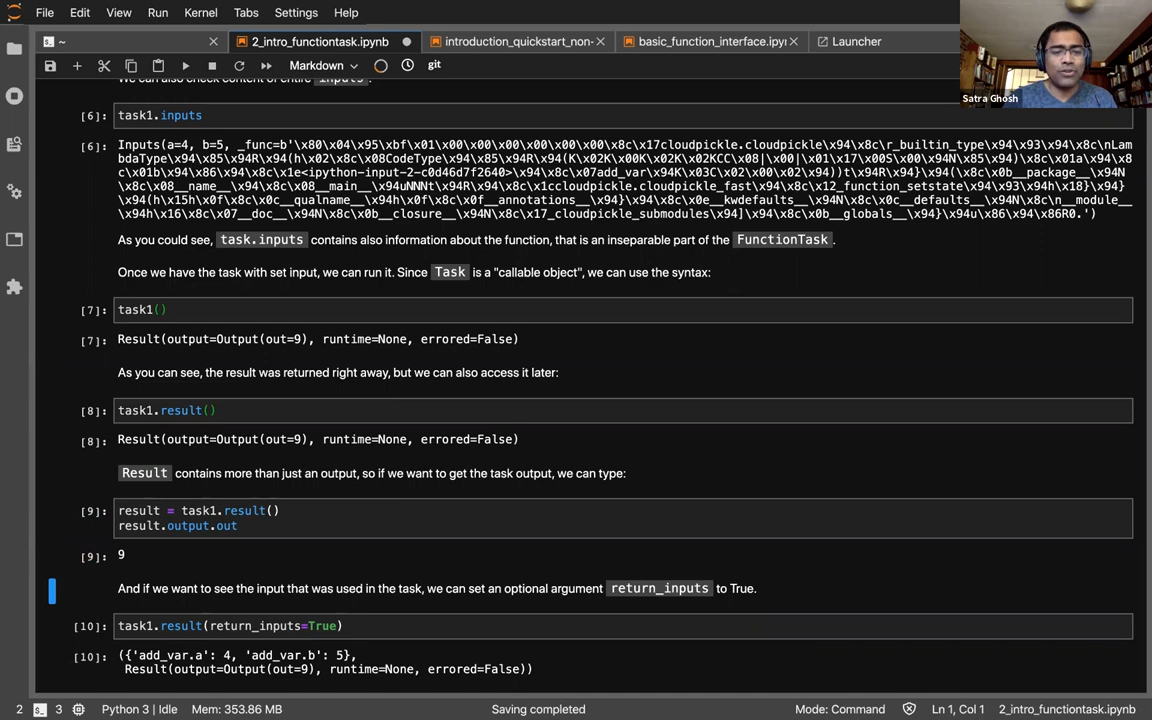 File Edit View Run Kernel Tabs Settings Help
~ 2_intro_functiontask.ipynb introduction_quickstart_non- basic_function_interface.ipyı Launcher
Markdown git
Satra Ghosh
We can also check content of entire inputs.
[6]: task1.inputs
[6]: Inputs(a=4, b=5, _func=b'\x80\x04\x95\xbf\x01\x00\x00\x00\x00\x00\x00\x8c\x17cloudpickle.cloudpickle\x94\x8c\r_builtin_type\x94\x93\x94\x8c\nLam
bdaType\x94\x85\x94R\x94(h\x02\x8c\x08CodeType\x94\x85\x94R\x94(K\x02K\x00K\x02K\x02KCC\x08|\x00|\x01\x17\x00S\x00\x94N\x85\x94)\x8c\x01a\x94\x8
c\x01b\x94\x86\x94\x8c\x1e<ipython-input-2-c0d46d7f2640>\x94\x8c\x07add_var\x94K\x03C\x02\x00\x02\x94))t\x94R\x94}\x94(\x8c\x0b__package__\x94N
\x8c\x08__name__\x94\x8c\x08__main__\x94uNNNt\x94R\x94\x8c\x1ccloudpickle.cloudpickle_fast\x94\x8c\x12_function_setstate\x94\x93\x94h\x18}\x94}
\x94(h\x15h\x0f\x8c\x0c__qualname__\x94h\x0f\x8c\x0f__annotations__\x94}\x94\x8c\x0e__kwdefaults__\x94N\x8c\x0c__defaults__\x94N\x8c\n__module__
\x94h\x16\x8c\x07__doc__\x94N\x8c\x0b__closure__\x94N\x8c\x17_cloudpickle_submodules\x94]\x94\x8c\x0b__globals__\x94}\x94u\x86\x94\x86R0.')
As you could see, task.inputs contains also information about the function, that is an inseparable part of the FunctionTask.
Once we have the task with set input, we can run it. Since Task is a "callable object", we can use the syntax:
[7]: task1()
[7]: Result(output=Output(out=9), runtime=None, errored=False)
As you can see, the result was returned right away, but we can also access it later:
[8]: task1.result()
[8]: Result(output=Output(out=9), runtime=None, errored=False)
Result contains more than just an output, so if we want to get the task output, we can type:
[9]: result = task1.result()
result.output.out
[9]: 9
And if we want to see the input that was used in the task, we can set an optional argument return_inputs to True.
[10]: task1.result(return_inputs=True)
[10]: ({'add_var.a': 4, 'add_var.b': 5},
Result(output=Output(out=9), runtime=None, errored=False))
2 3 Python 3 | Idle Mem: 353.86 MB Saving completed Mode: Command Ln 1, Col 1 2_intro_functiontask.ipynb